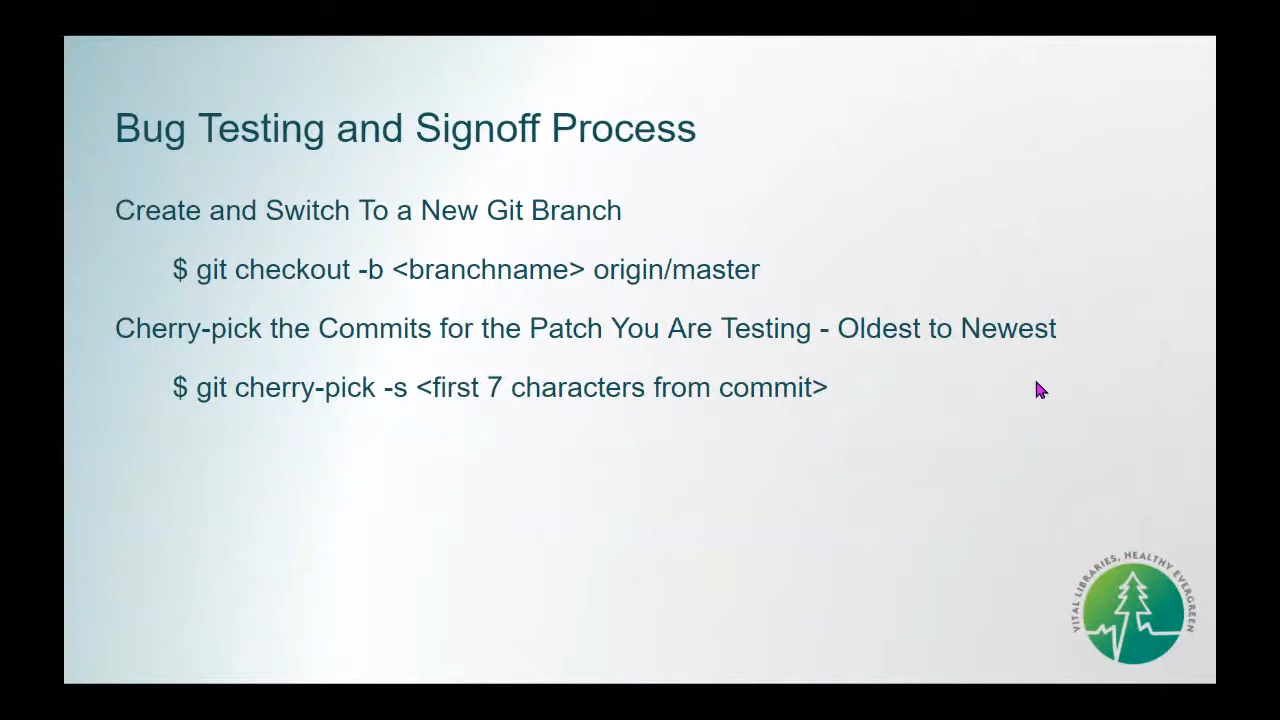 Bug Testing and Signoff Process
Create and Switch To a New Git Branch
$ git checkout -b <branchname> origin/master
Cherry-pick the Commits for the Patch You Are Testing - Oldest to Newest
$ git cherry-pick -s <first 7 characters from commit>
VITAL LIBRARIES, HEALTHY EVERGREEN